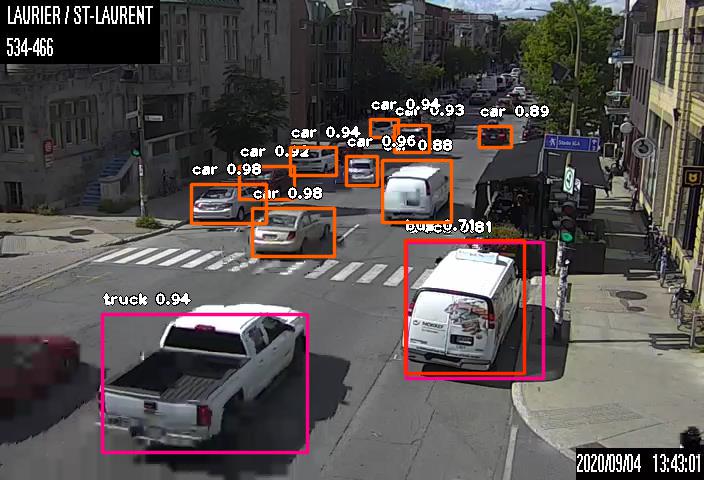 LAURIER / ST-LAURENT
534-466
car 0.94
0.93
car 0.89
car 0.94
car 0.96
0.88
car 0.92
car 0.98
car 0.98
0.71
truck 0.94
2020/09/04 13:43:01